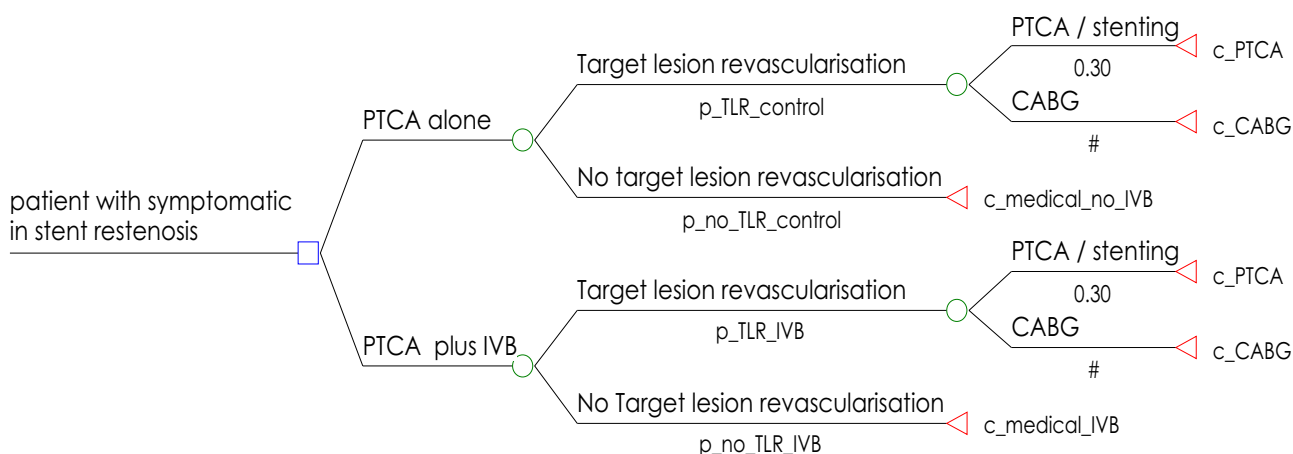 PTCA / stenting
c_PTCA
0.30
Target lesion revascularisation
p_TLR_control
CABG
c_CABG
#
PTCA alone
No target lesion revascularisation
c_medical_no_IVB
p_no_TLR_control
patient with symptomatic
in stent restenosis
PTCA / stenting
c_PTCA
0.30
Target lesion revascularisation
p_TLR_IVB
CABG
c_CABG
#
PTCA plus IVB
No Target lesion revascularisation
c_medical_IVB
p_no_TLR_IVB